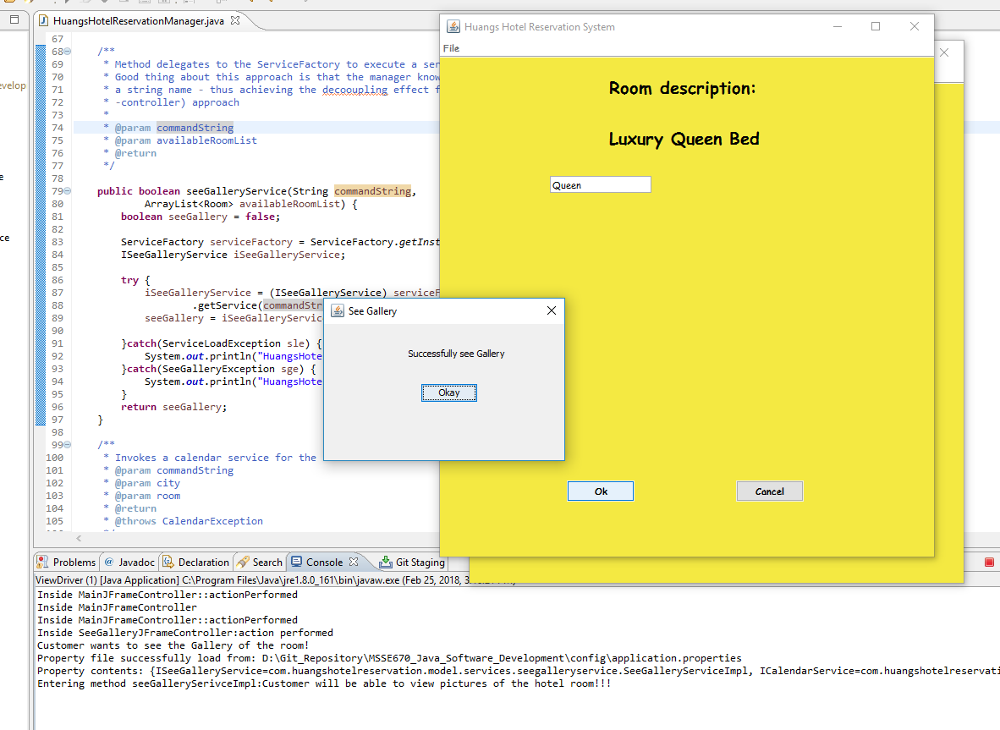 HuangsHotelReservationManager.java
evelop
e
ce
67
68 /**
69 * Method delegates to the ServiceFactory to execute a ser
70 * Good thing about this approach is that the manager know
71 * a string name - thus achieving the decooupling effect f
72 * -controller) approach
73 *
74 * @param commandString
75 * @param availableRoomList
76 * @return
77 */
78
79 public boolean seeGalleryService(String commandString,
80 ArrayList<Room> availableRoomList) {
81 boolean seeGallery = false;
82
83 ServiceFactory serviceFactory = ServiceFactory.getInst
84 ISeeGalleryService iSeeGalleryService;
85
86 try {
87 iSeeGalleryService = (ISeeGalleryService) serviceF
88 .getService(commandStr
89 seeGallery = iSeeGalleryServic
90
91 }catch(ServiceLoadException sle) {
92 System.out.println("HuangsHote
93 }catch(SeeGalleryException sge) {
94 System.out.println("HuangsHote
95 }
96 return seeGallery;
97 }
98
99 /**
100 * Invokes a calendar service for the
101 * @param commandString
102 * @param city
103 * @param room
104 * @return
105 * @throws CalendarException
Huangs Hotel Reservation System
File
Room description:
Luxury Queen Bed
Queen
Ok Cancel
See Gallery
Successfully see Gallery
Okay
Problems @ Javadoc Declaration Search Console Git Staging
ViewDriver (1) [Java Application] C:\Program Files\Java\jre1.8.0_161\bin\javaw.exe (Feb 25, 2018,
Inside MainJFrameController::actionPerformed
Inside MainJFrameController
Inside MainJFrameController::actionPerformed
Inside SeeGalleryJFrameController:action performed
Customer wants to see the Gallery of the room!
Property file successfully load from: D:\Git_Repository\MSSE670_Java_Software_Development\config\application.properties
Property contents: {ISeeGalleryService=com.huangshotelreservation.model.services.seegalleryservice.SeeGalleryServiceImpl, ICalendarService=com.huangshotelreservati
Entering method seeGallerySerivceImpl:Customer will be able to view pictures of the hotel room!!!